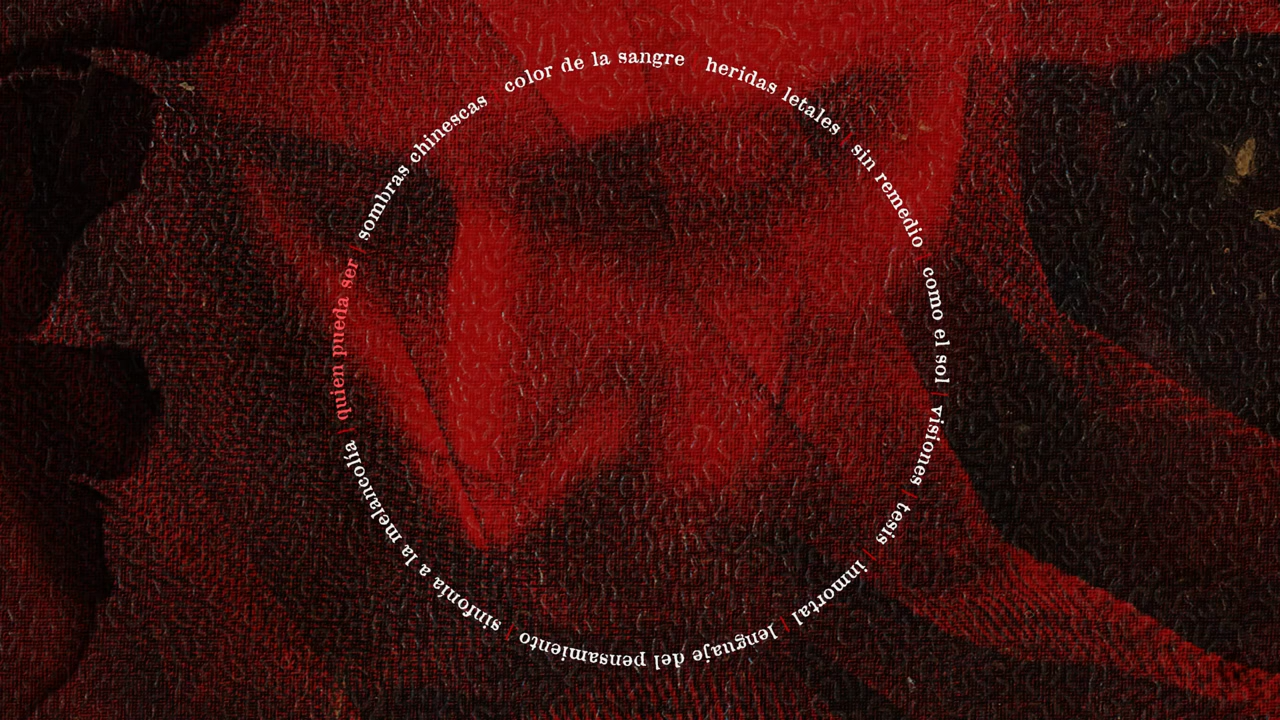 color de la sangre
heridas letales
sin remedio
como el sol
visiones
tesis
inmortal
lenguaje del pensamiento
sinfonía a la melancolía
quien pueda ser
sombras chinescas